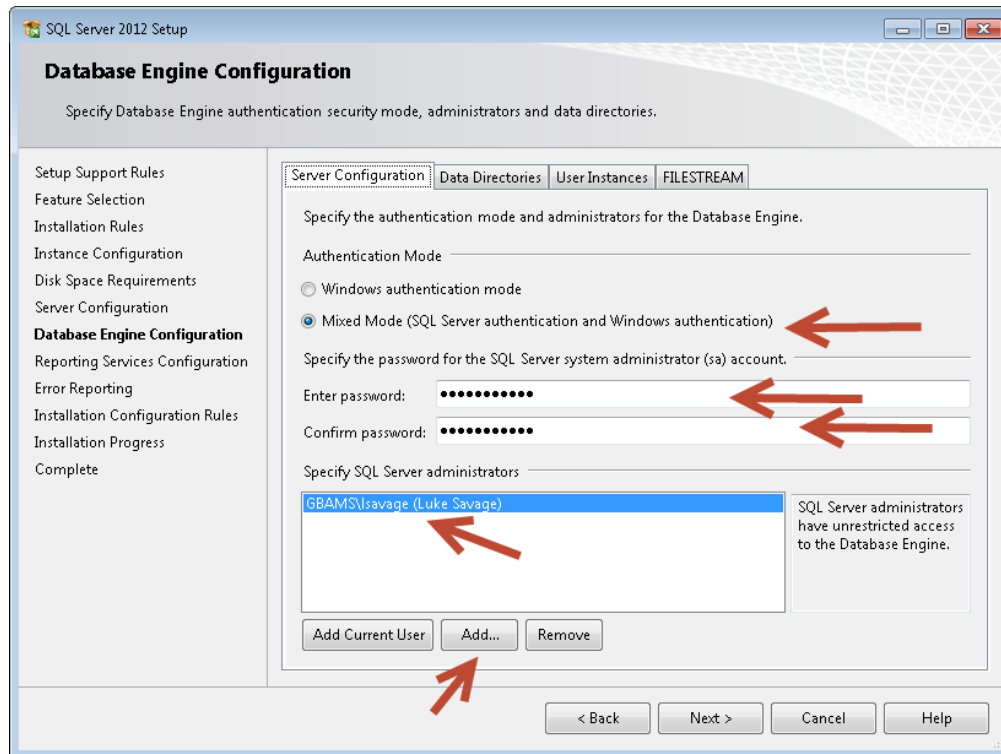 SQL Server 2012 Setup
Database Engine Configuration
Specify Database Engine authentication security mode, administrators and data directories.
Setup Support Rules
Feature Selection
Installation Rules
Instance Configuration
Disk Space Requirements
Server Configuration
Database Engine Configuration
Reporting Services Configuration
Error Reporting
Installation Configuration Rules
Installation Progress
Complete
Server Configuration
Data Directories
User Instances
FILESTREAM
Specify the authentication mode and administrators for the Database Engine.
Authentication Mode
Windows authentication mode
Mixed Mode (SQL Server authentication and Windows authentication)
Specify the password for the SQL Server system administrator (sa) account.
Enter password: ●●●●●●●●●●●
Confirm password: ●●●●●●●●●●●
Specify SQL Server administrators
GBAMS\lsavage (Luke Savage)
SQL Server administrators
have unrestricted access
to the Database Engine.
Add Current User
Add...
Remove
< Back
Next >
Cancel
Help